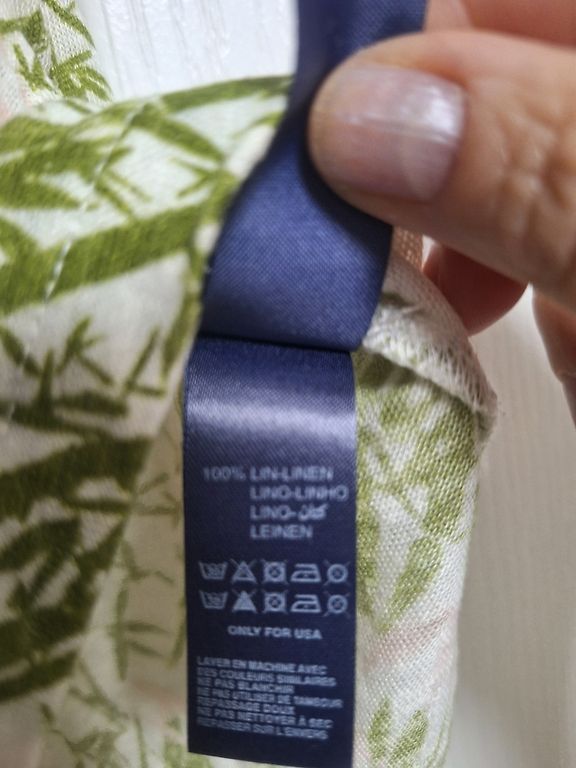 100% LIN-LINEN
LINO-LINHO
LINO-كتان
LEINEN
ONLY FOR USA
LAVER EN MACHINE AVEC
DES COULEURS SIMILAIRES
NE PAS BLANCHIR
NE PAS UTILISER DE TAMBOUR
REPASSAGE DOUX
NE PAS NETTOYER À SEC
REPASSER SUR L'ENVERS